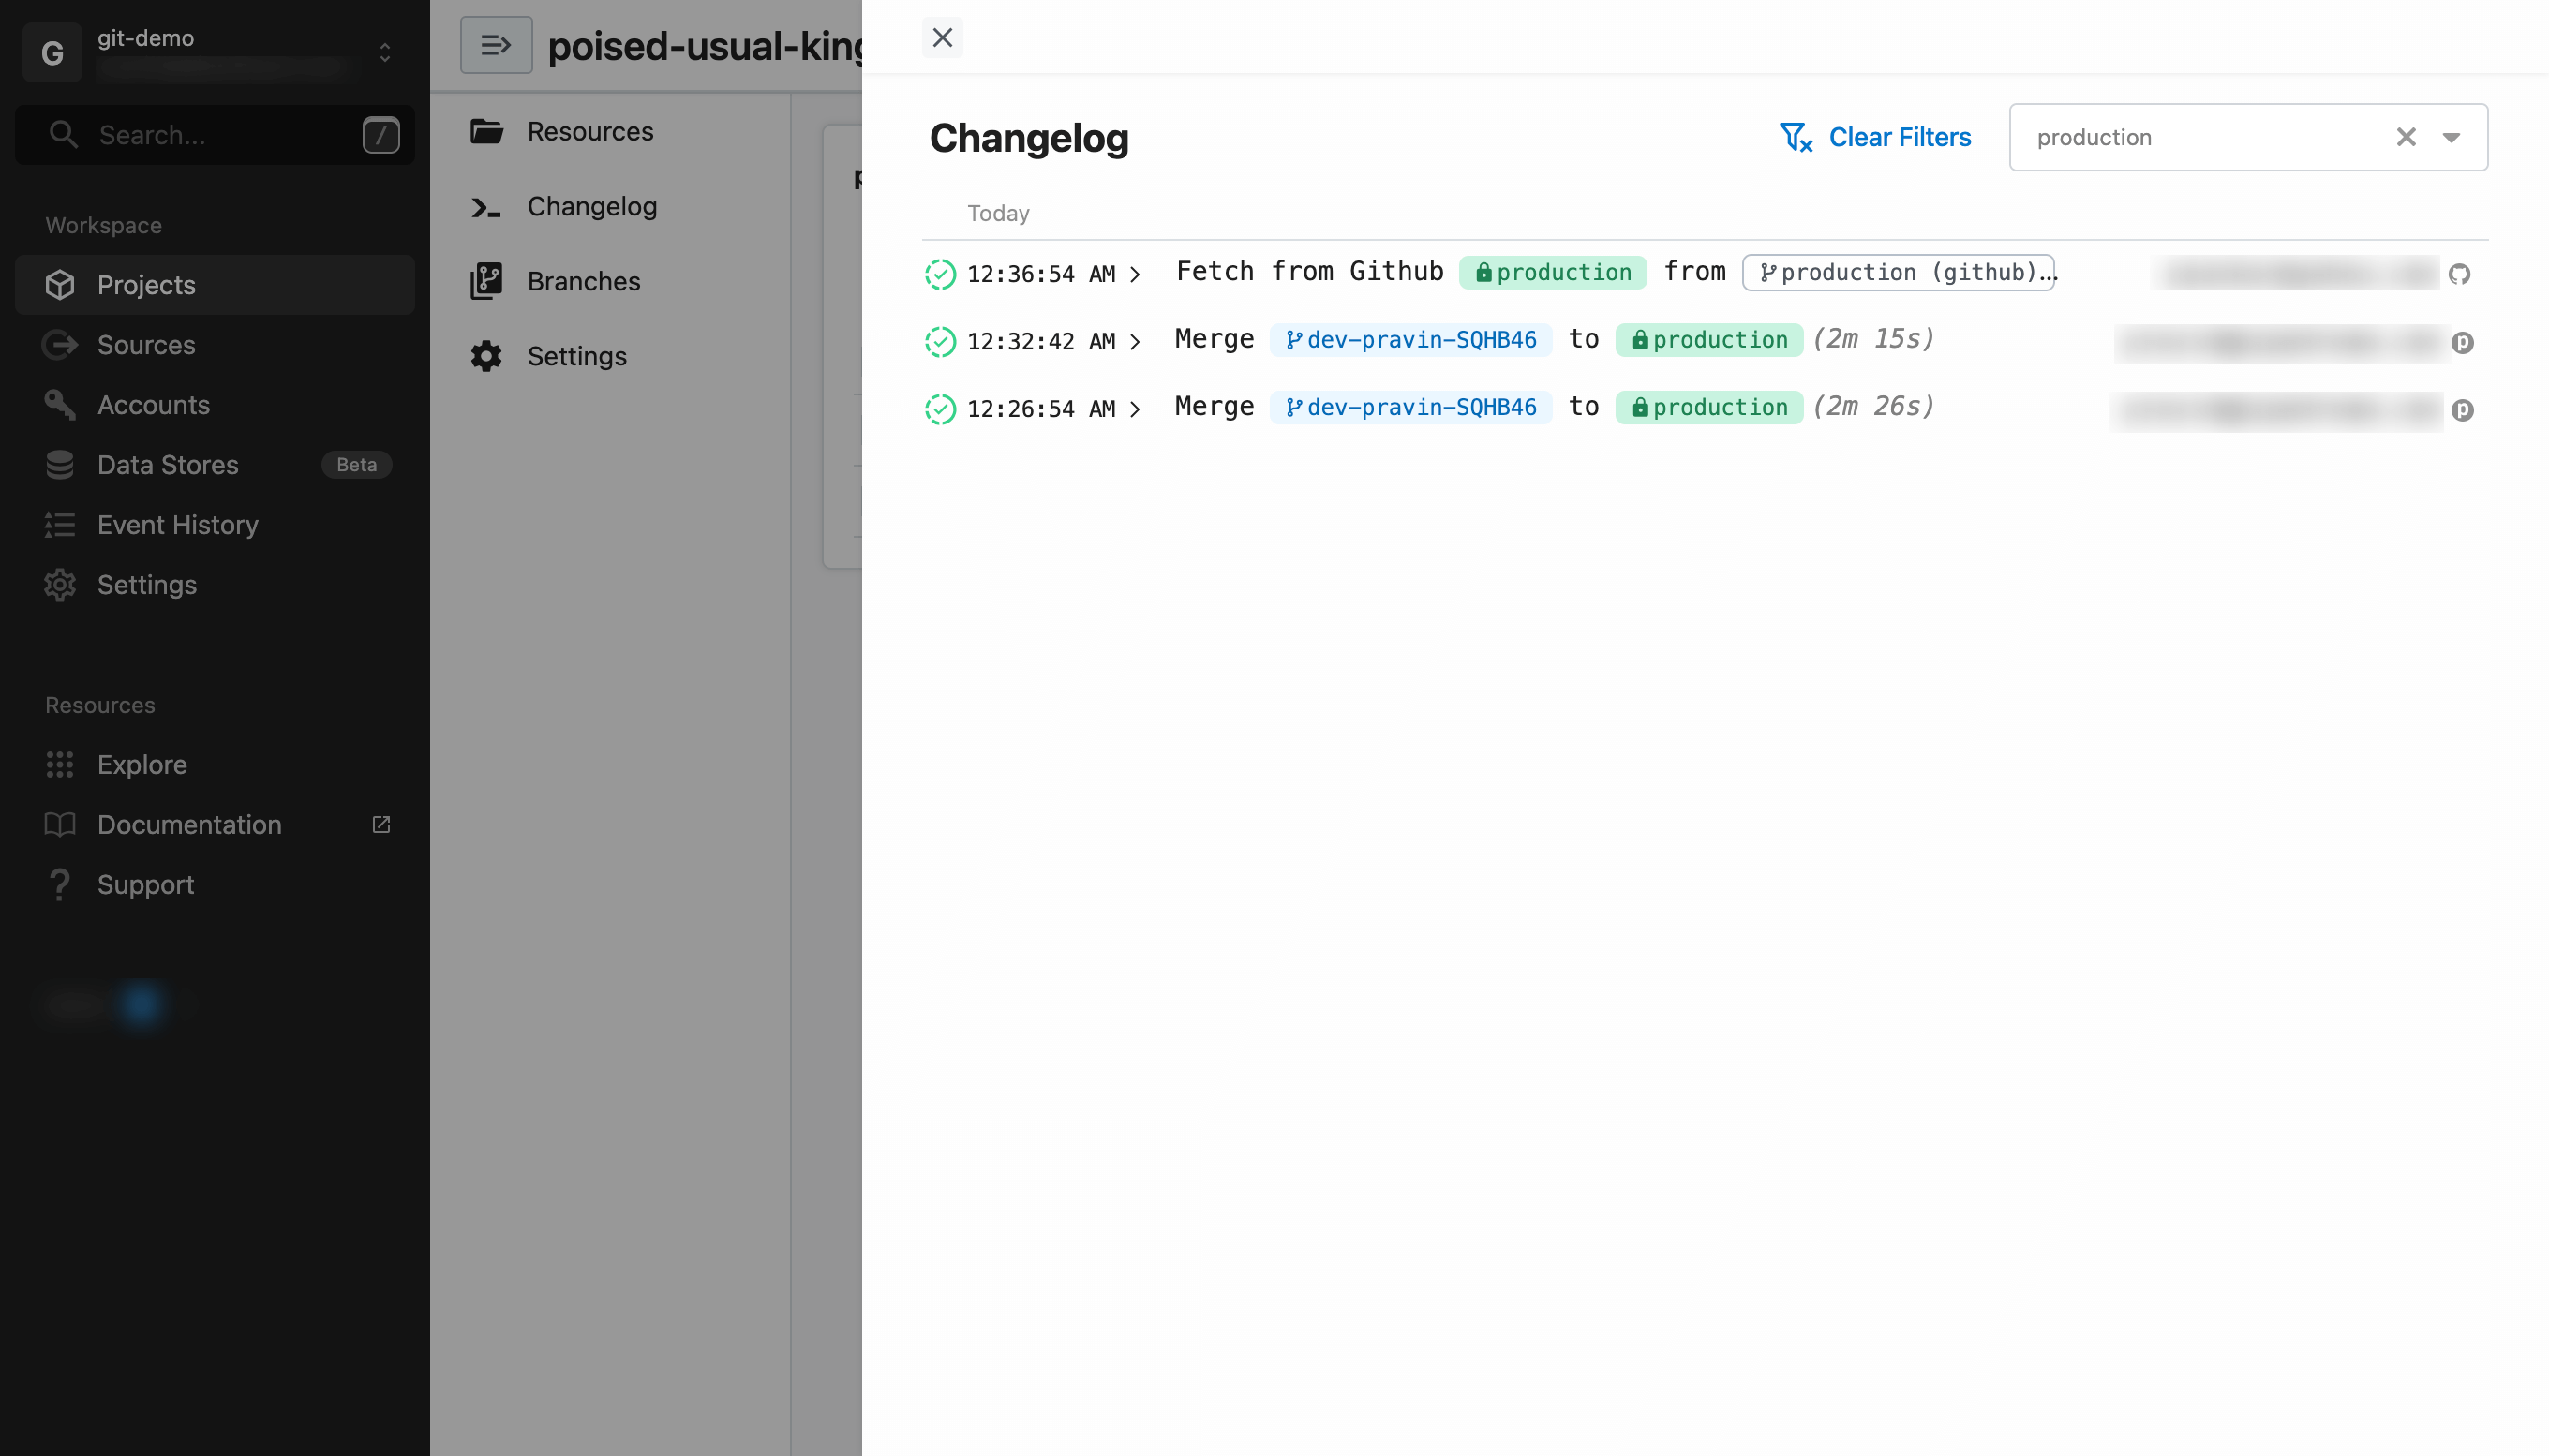 G
git-demo
Search...
/
Workspace
Projects
Sources
Accounts
Data Stores
Beta
Event History
Settings
Resources
Explore
Documentation
Support
poised-usual-king
Resources
Changelog
Branches
Settings
Changelog
Clear Filters
production
Today
12:36:54 AM > Fetch from Github production from production (github)...
12:32:42 AM > Merge dev-pravin-SQHB46 to production (2m 15s)
12:26:54 AM > Merge dev-pravin-SQHB46 to production (2m 26s)